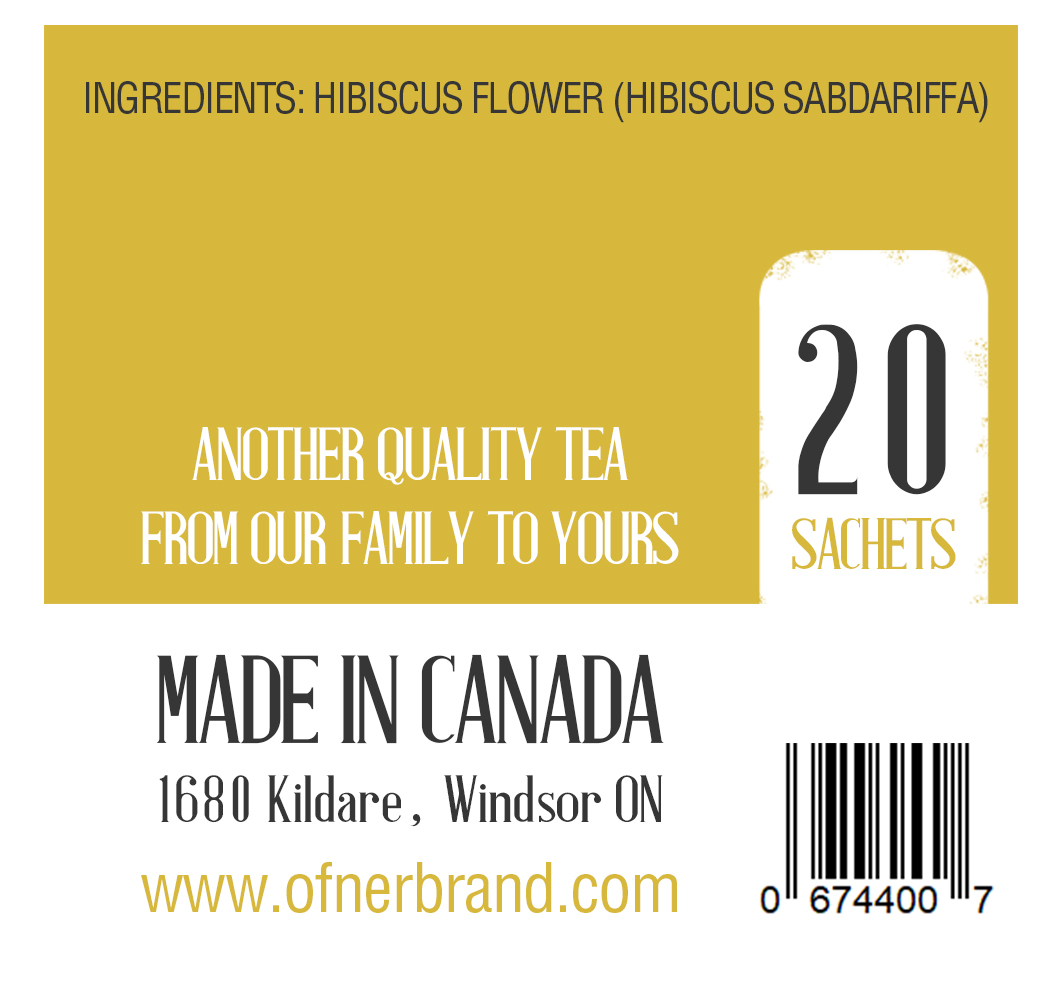 INGREDIENTS: HIBISCUS FLOWER (HIBISCUS SABDARIFFA)
20
SACHETS
ANOTHER QUALITY TEA
FROM OUR FAMILY TO YOURS
MADE IN CANADA
1680 Kildare, Windsor ON
www.ofnerbrand.com
0 674400 7